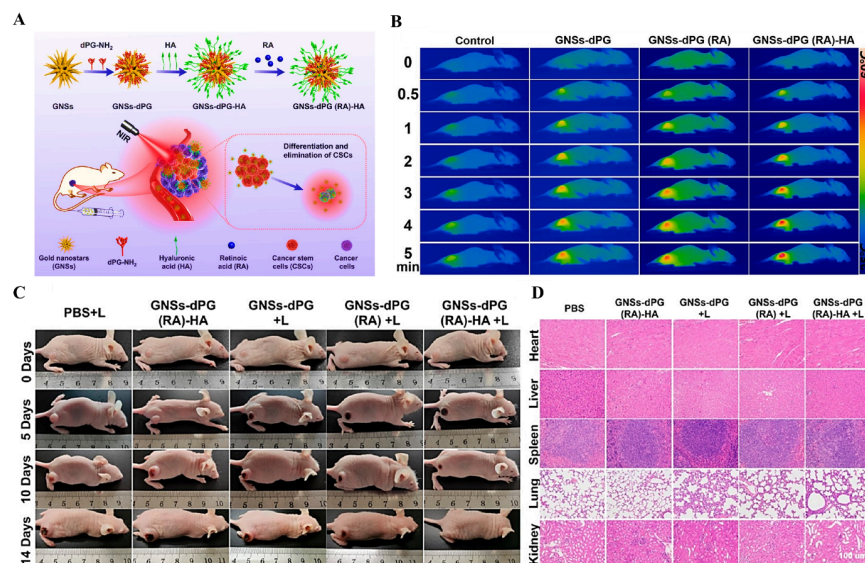 A
dPG-NH₂ HA RA
GNSs GNSs-dPG GNSs-dPG-HA GNSs-dPG (RA)-HA
NIR
Differentiation and
elimination of CSCs
Gold nanostars
(GNSs)
dPG-NH₂
Hyaluronic
acid (HA)
Retinoic
acid (RA)
Cancer stem
cells (CSCs)
Cancer
cells
B
Control GNSs-dPG GNSs-dPG (RA) GNSs-dPG (RA)-HA
0
0.5
1
2
3
4
5
min
60°C
C
PBS+L
GNSs-dPG
(RA)-HA
GNSs-dPG
+L
GNSs-dPG
(RA) +L
GNSs-dPG
(RA)-HA +L
0 Days
5 Days
10 Days
14 Days
D
PBS
GNSs-dPG
(RA)-HA
GNSs-dPG
+L
GNSs-dPG
(RA) +L
GNSs-dPG
(RA)-HA +L
Heart
Liver
Spleen
Lung
Kidney
100 um